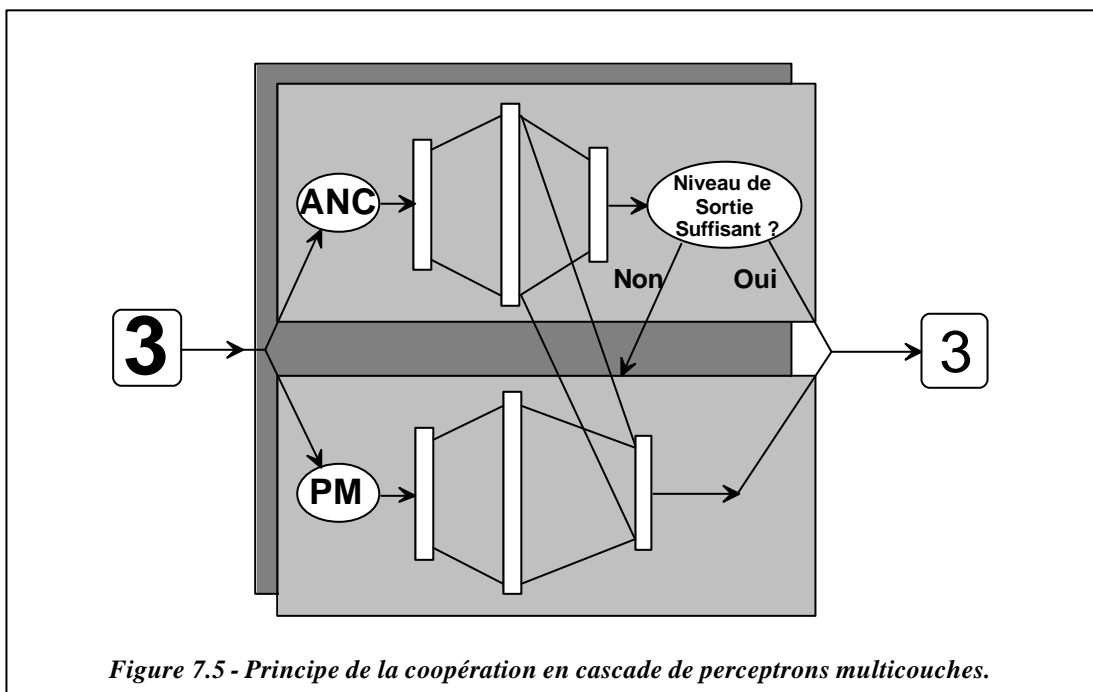 ANC
Niveau de
Sortie
Suffisant ?
Non
Oui
3
3
PM
Figure 7.5 - Principe de la coopération en cascade de perceptrons multicouches.